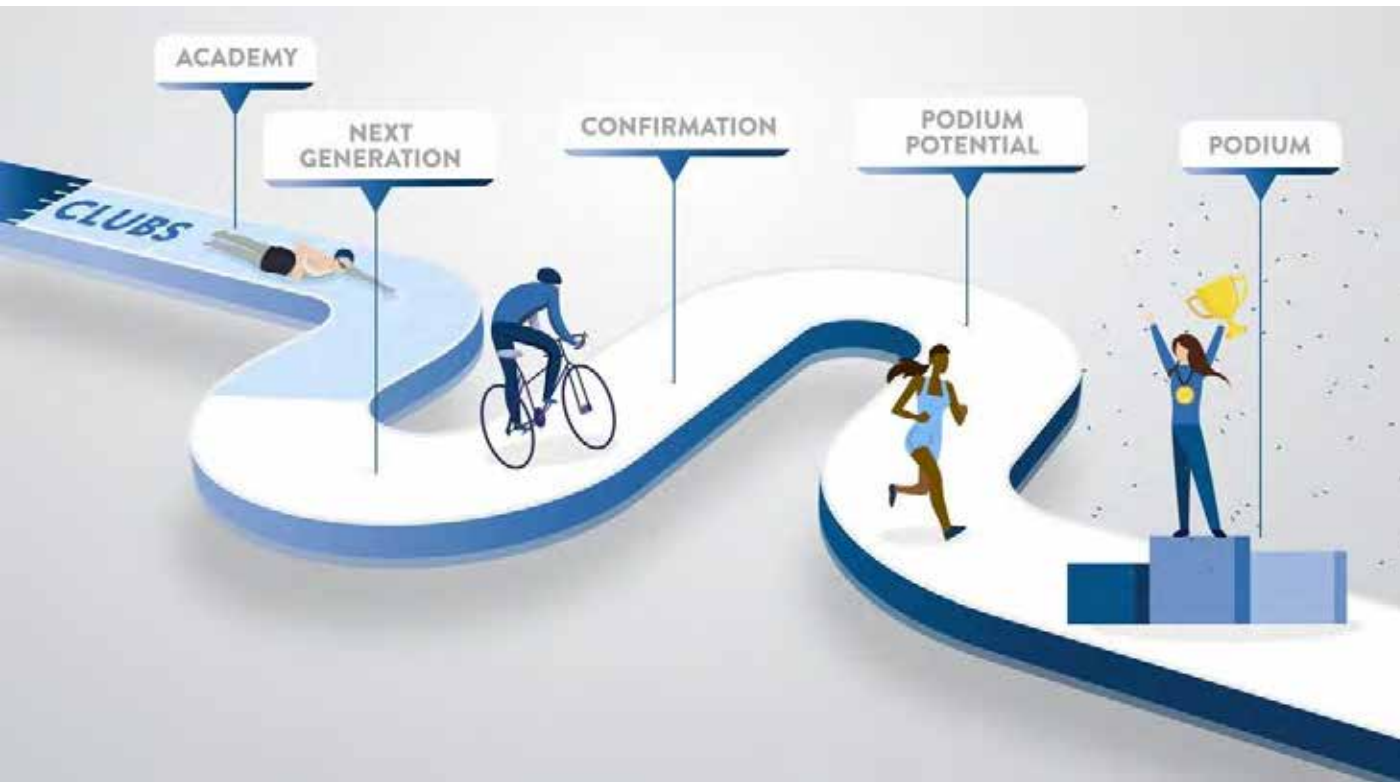 ACADEMY
NEXT
GENERATION
CONFIRMATION
PODIUM
POTENTIAL
PODIUM
CLUBS